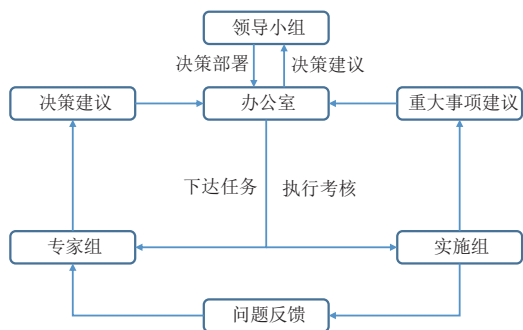 领导小组
决策部署
决策建议
决策建议
办公室
重大事项建议
下达任务
执行考核
专家组
实施组
问题反馈